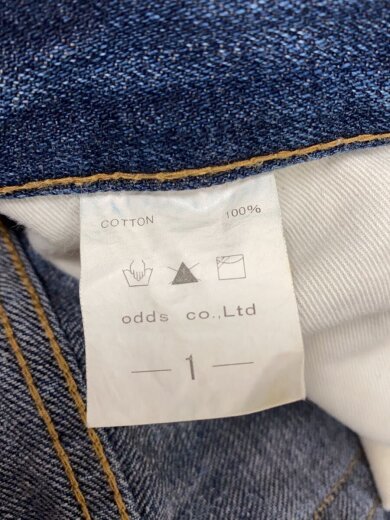 COTTON 100%
odds co.,Ltd
— 1 —